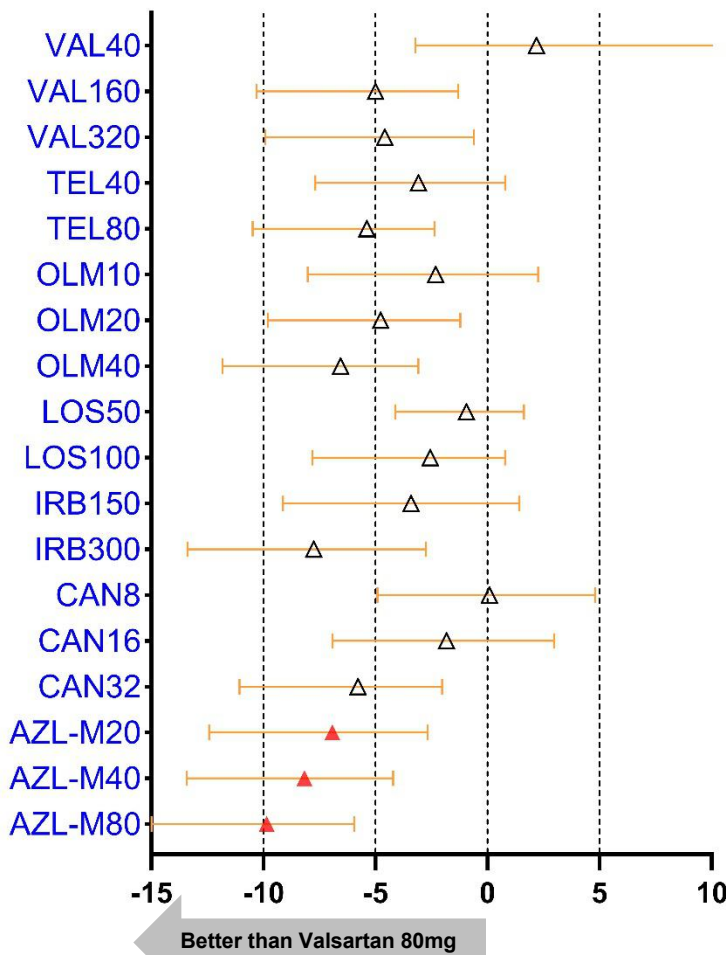 VAL40
VAL160
VAL320
TEL40
TEL80
OLM10
OLM20
OLM40
LOS50
LOS100
IRB150
IRB300
CAN8
CAN16
CAN32
AZL-M20
AZL-M40
AZL-M80
-15 -10 -5 0 5 10
Better than Valsartan 80mg